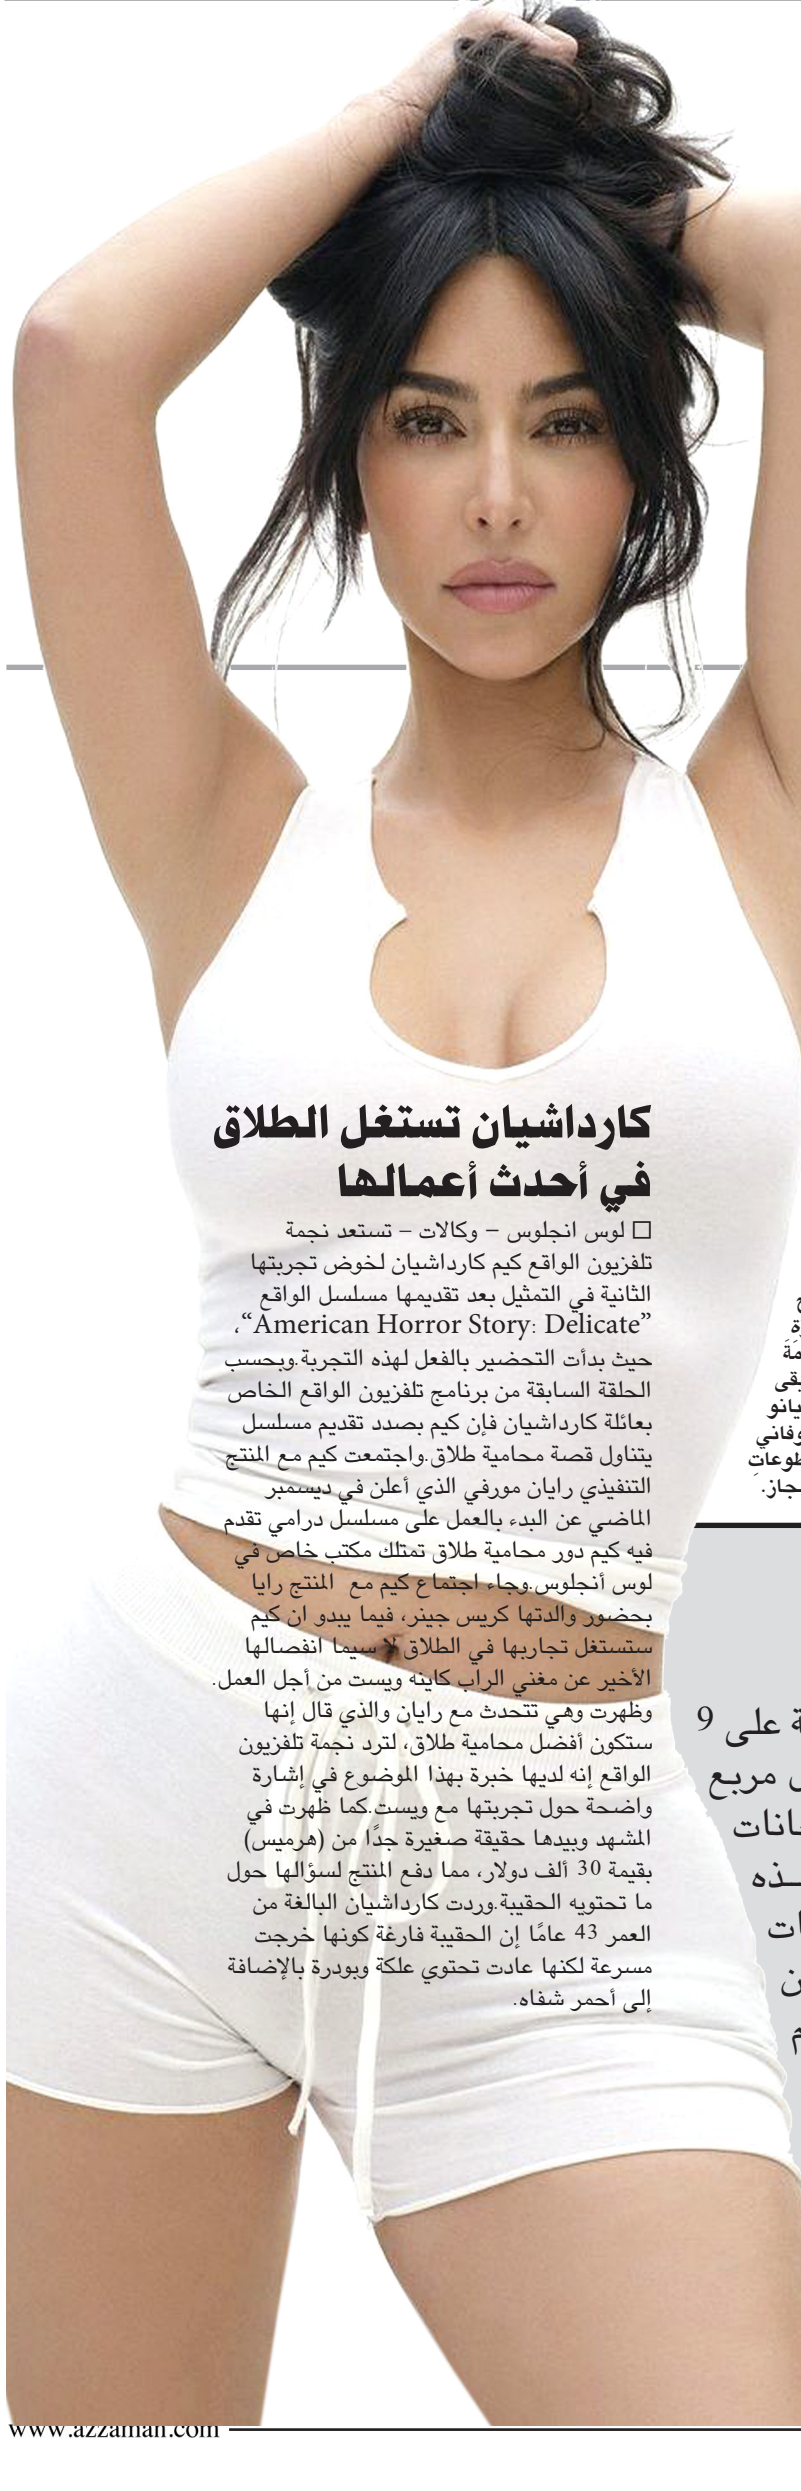 كارداشيان تستغل الطلاق
في أحدث أعمالها
□ لوس انجلوس – وكالات – تستعد نجمة
تلفزيون الواقع كيم كارداشيان لخوض تجربتها
الثانية في التمثيل بعد تقديمها مسلسل الواقع
”American Horror Story: Delicate“،
حيث بدأت التحضير بالفعل لهذه التجربة.وبحسب
الحلقة السابقة من برنامج تلفزيون الواقع الخاص
بعائلة كارداشيان فإن كيم بصدد تقديم مسلسل
يتناول قصة محامية طلاق.واجتمعت كيم مع المنتج
التنفيذي رايان مورفي الذي أعلن في ديسمبر
الماضي عن البدء بالعمل على مسلسل درامي تقدم
فيه كيم دور محامية طلاق تمتلك مكتب خاص في
لوس أنجلوس.وجاء اجتماع كيم مع المنتج رايا
بحضور والدتها كريس جينر، فيما يبدو ان كيم
ستستغل تجاربها في الطلاق لا سيما انفصالها
الأخير عن مغني الراب كاينه ويست من أجل العمل.
وظهرت وهي تتحدث مع رايان والذي قال إنها
ستكون أفضل محامية طلاق، لترد نجمة تلفزيون
الواقع إنه لديها خبرة بهذا الموضوع في إشارة
واضحة حول تجربتها مع ويست.كما ظهرت في
المشهد وبيدها حقيقة صغيرة جدًا من (هرميس)
بقيمة 30 ألف دولار، مما دفع المنتج لسؤالها حول
ما تحتويه الحقيبة.وردت كارداشيان البالغة من
العمر 43 عامًا إن الحقيبة فارغة كونها خرجت
مسرعة لكنها عادت تحتوي علكة وبودرة بالإضافة
إلى أحمر شفاه.
ة على 9
مربع
www.azzaman.com